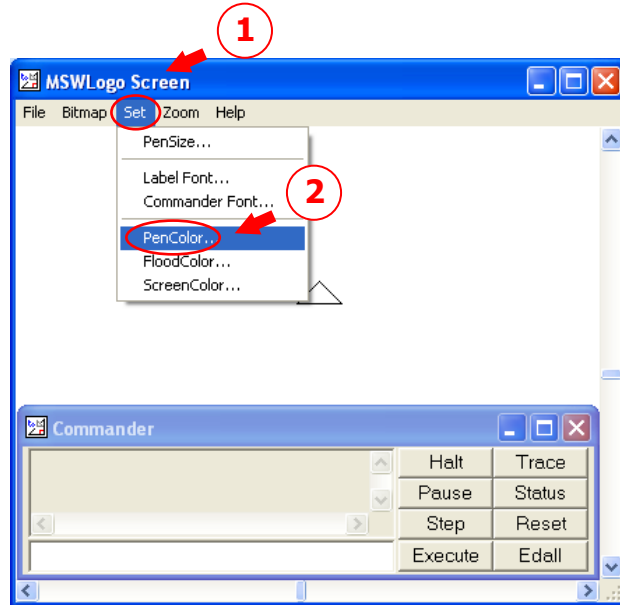 1
MSWLogo Screen
File Bitmap Set Zoom Help
PenSize...
Label Font...
Commander Font...
2
PenColor...
FloodColor...
ScreenColor...
Commander
Halt Trace
Pause Status
Step Reset
Execute Edall